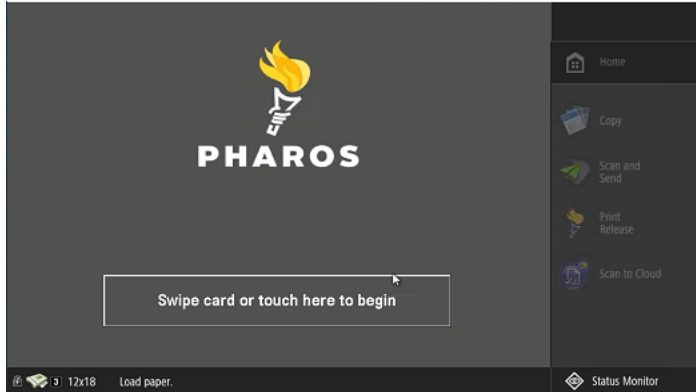 PHAROS
Swipe card or touch here to begin
Home
Copy
Scan and
Send
Print
Release
Scan to Cloud
3 12x18 Load paper.
Status Monitor